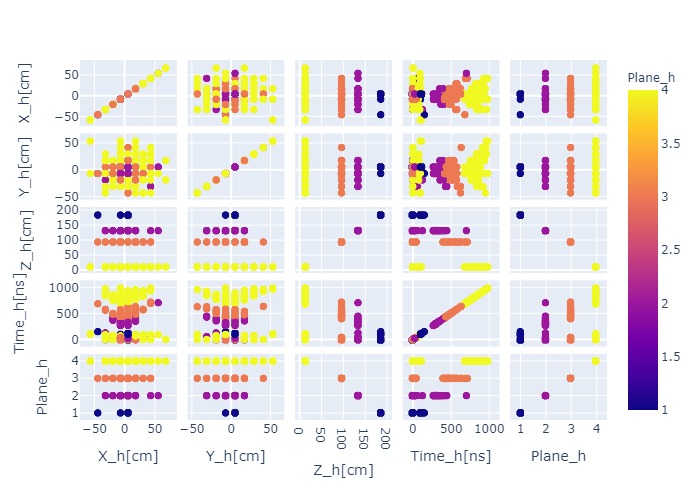 Plane_h
X_h[cm]
50
0
−50
4
3.5
3
2.5
2
1.5
1
Y_h[cm]
50
0
−50
Z_h[cm]
200
150
100
50
0
Time_h[ns]
1000
500
0
Plane_h
4
3
2
1
−50 0 50
−50 0 50
0 50 100 150 200
0 500 1000
1 2 3 4
X_h[cm] Y_h[cm] Z_h[cm] Time_h[ns] Plane_h